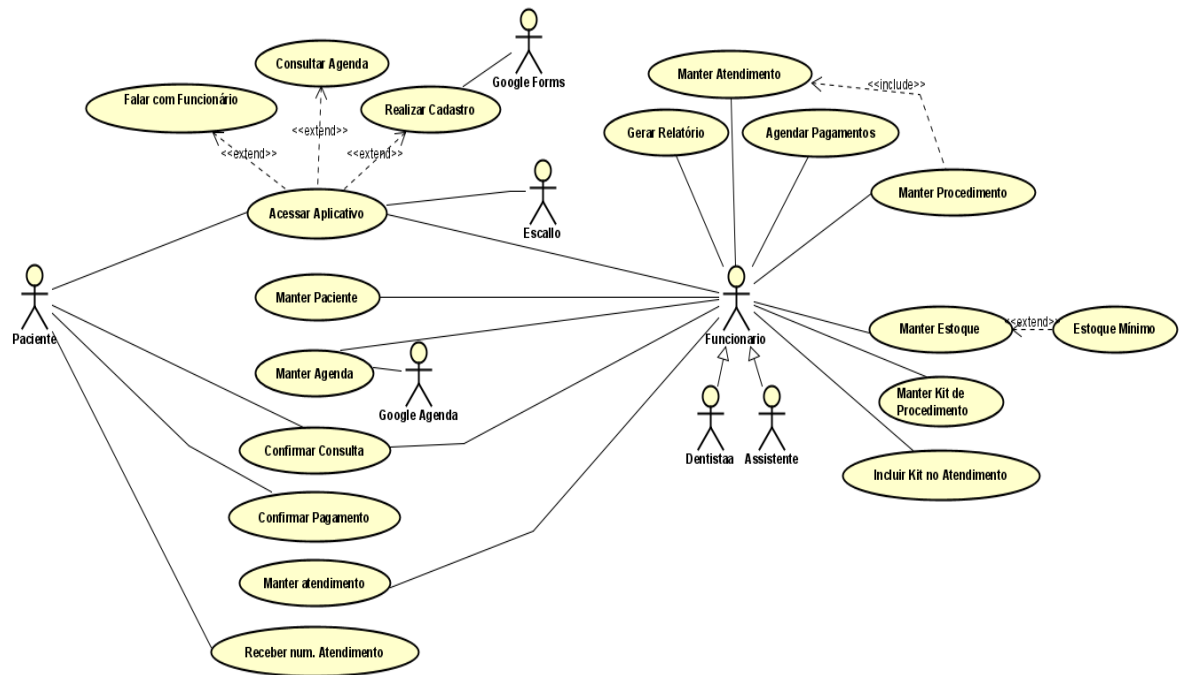 Consultar Agenda
Google Forms
Manter Atendimento
<<include>>
Falar com Funcionário
Realizar Cadastro
<<extend>>
<<extend>>
<<extend>>
Gerar Relatório
Agendar Pagamentos
Manter Procedimento
Acessar Aplicativo
Escallo
Paciente
Manter Paciente
Funcionario
Manter Estoque
<<extend>>
Estoque Mínimo
Manter Agenda
Google Agenda
Manter Kit de
Procedimento
Dentistaa
Assistente
Confirmar Consulta
Incluir Kit no Atendimento
Confirmar Pagamento
Manter atendimento
Receber num. Atendimento